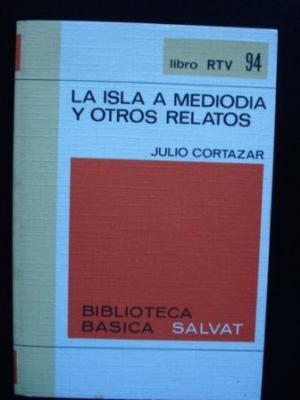 libro RTV 94
LA ISLA A MEDIODIA
Y OTROS RELATOS
JULIO CORTAZAR
BIBLIOTECA
BASICA SALVAT